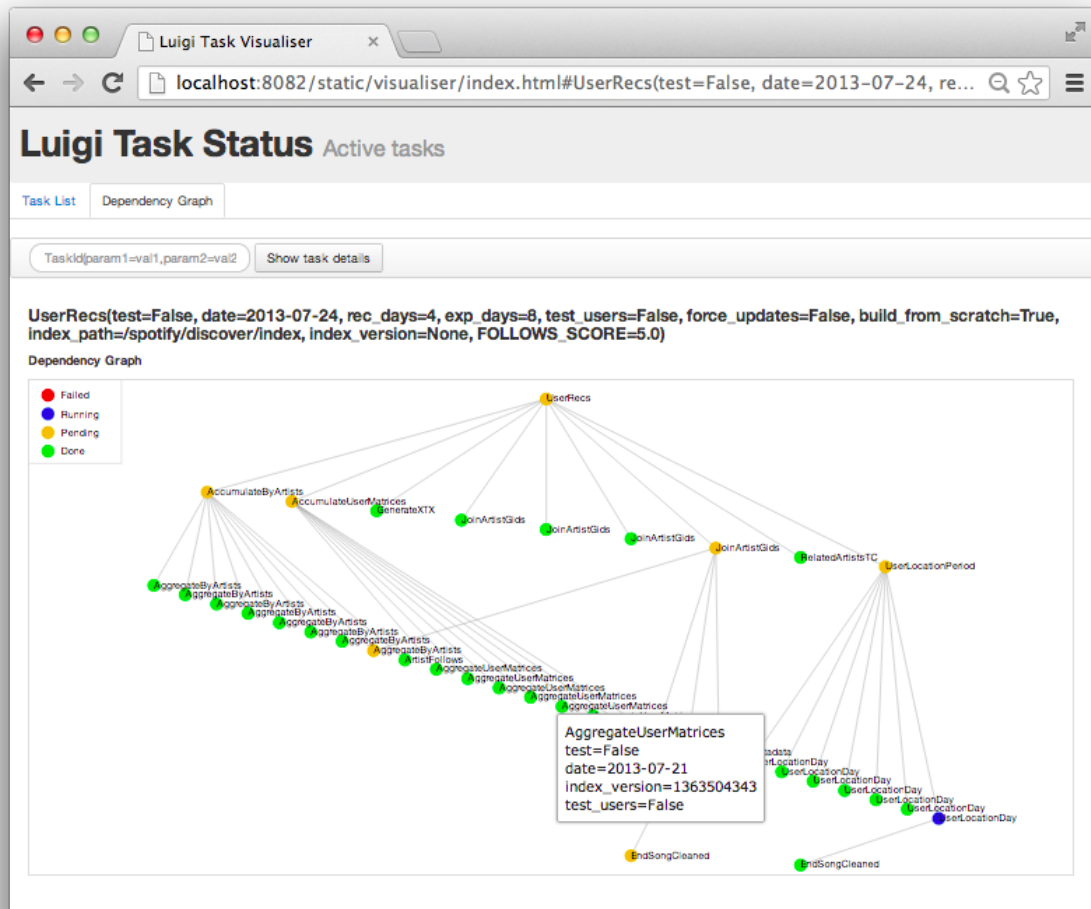 Luigi Task Visualiser
localhost:8082/static/visualiser/index.html#UserRecs(test=False, date=2013-07-24, re...
Luigi Task Status Active tasks
Task List
Dependency Graph
TaskId(param1=val1,param2=val2
Show task details
UserRecs(test=False, date=2013-07-24, rec_days=4, exp_days=8, test_users=False, force_updates=False, build_from_scratch=True,
index_path=/spotify/discover/index, index_version=None, FOLLOWS_SCORE=5.0)
Dependency Graph
Failed
Running
Pending
Done
UserRecs
AccumulateByArtists
AccumulateUserMatrices
GenerateXTX
JoinArtistGids
JoinArtistGids
JoinArtistGids
JoinArtistGids
RelatedArtistsTC
UserLocationPeriod
AggregateByArtists
AggregateByArtists
AggregateByArtists
AggregateByArtists
AggregateByArtists
AggregateByArtists
AggregateByArtists
AggregateByArtists
ArtistFollows
AggregateUserMatrices
AggregateUserMatrices
AggregateUserMatrices
AggregateUserMatrices
AggregateUserMatrices
AggregateUserMatrices
test=False
date=2013-07-21
index_version=1363504343
test_users=False
tadata
erLocationDay
UserLocationDay
UserLocationDay
UserLocationDay
UserLocationDay
UserLocationDay
UserLocationDay
EndSongCleaned
EndSongCleaned